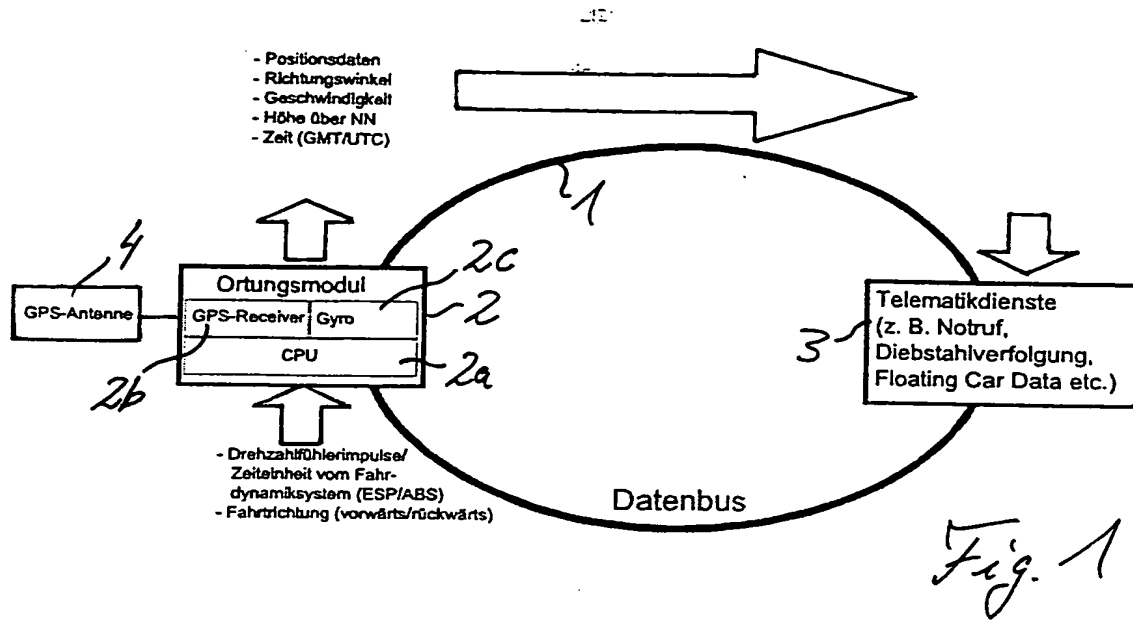 - Positionsdaten
- Richtungswinkel
- Geschwindigkeit
- Höhe über NN
- Zeit (GMT/UTC)
1
4
2c
Ortungsmodul
GPS-Antenne
GPS-Receiver
Gyro
2
CPU
2a
2b
Telematikdienste
(z. B. Notruf,
Diebstahlverfolgung,
Floating Car Data etc.)
3
- Drehzahlfühlerimpulse/
Zeiteinheit vom Fahr-
dynamiksystem (ESP/ABS)
- Fahrtrichtung (vorwärts/rückwärts)
Datenbus
Fig. 1